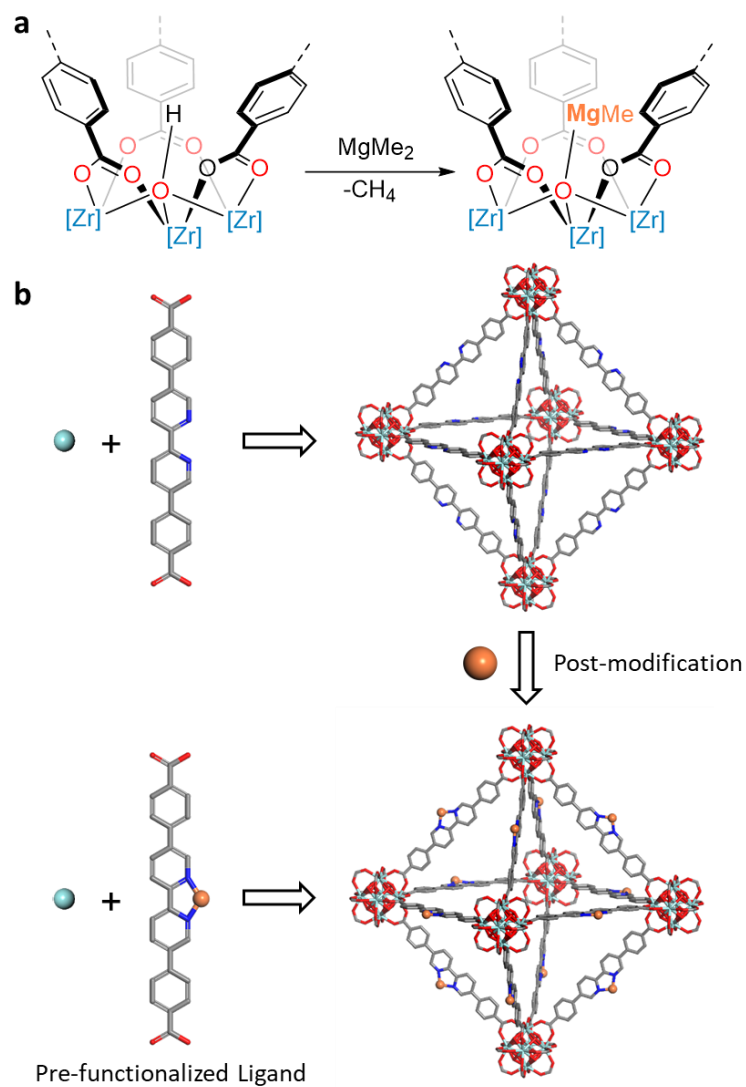 a
H
O O O O O O O
[Zr] [Zr] [Zr]
MgMe₂
-CH₄
MgMe
O O O O O O O
[Zr] [Zr] [Zr]
b
+
Post-modification
+
Pre-functionalized Ligand